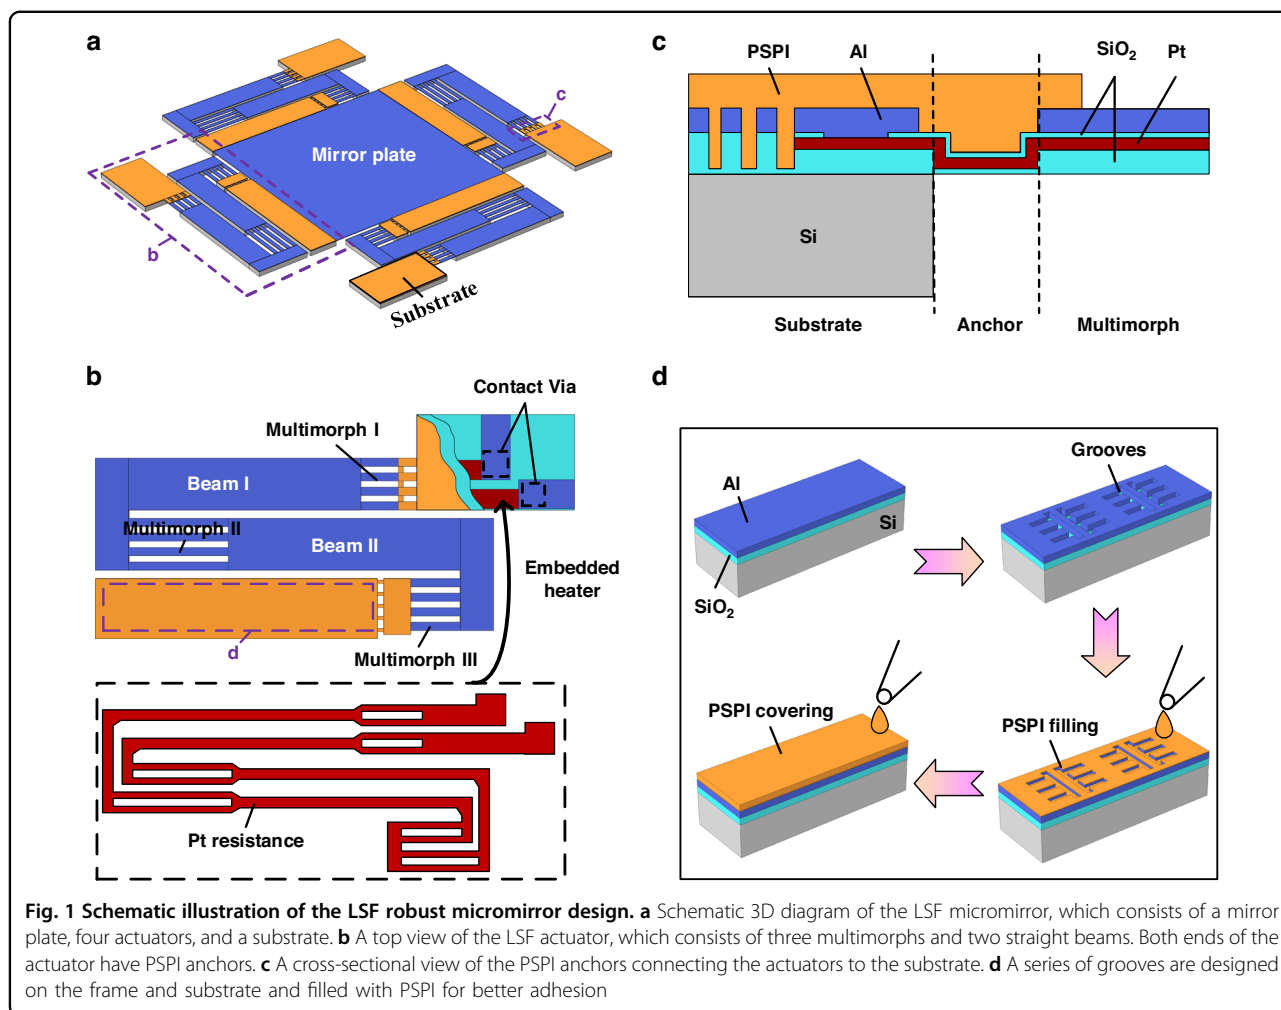 a
Mirror plate
c
b
Substrate
c
PSPI
Al
SiO2
Pt
Si
Substrate
Anchor
Multimorph
b
Contact Via
Multimorph I
Beam I
Multimorph II
Beam II
Embedded
heater
d
Multimorph III
Pt resistance
d
Al
Si
SiO2
Grooves
PSPI covering
PSPI filling
Fig. 1 Schematic illustration of the LSF robust micromirror design. a Schematic 3D diagram of the LSF micromirror, which consists of a mirror
plate, four actuators, and a substrate. b A top view of the LSF actuator, which consists of three multimorphs and two straight beams. Both ends of the
actuator have PSPI anchors. c A cross-sectional view of the PSPI anchors connecting the actuators to the substrate. d A series of grooves are designed
on the frame and substrate and filled with PSPI for better adhesion